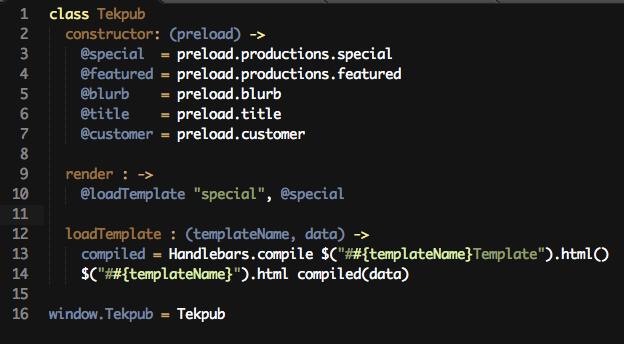 1 class Tekpub
2   constructor: (preload) ->
3     @special  = preload.productions.special
4     @featured = preload.productions.featured
5     @blurb    = preload.blurb
6     @title    = preload.title
7     @customer = preload.customer
8
9   render : ->
10     @loadTemplate "special", @special
11
12   loadTemplate : (templateName, data) ->
13     compiled = Handlebars.compile $("##{templateName}Template").html()
14     $("##{templateName}").html compiled(data)
15
16 window.Tekpub = Tekpub